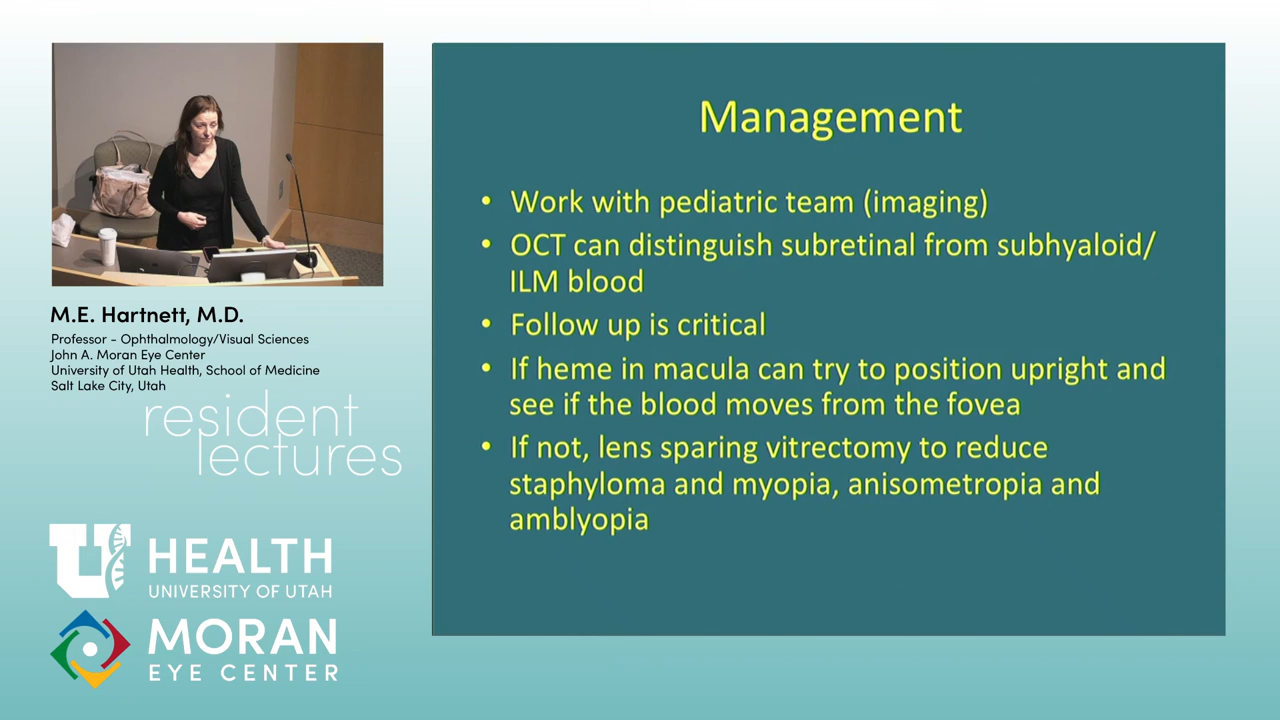 M.E. Hartnett, M.D.
Professor - Ophthalmology/Visual Sciences
John A. Moran Eye Center
University of Utah Health, School of Medicine
Salt Lake City, Utah
resident
lectures
U HEALTH
UNIVERSITY OF UTAH
MORAN
EYE CENTER
Management
• Work with pediatric team (imaging)
• OCT can distinguish subretinal from subhyaloid/
ILM blood
• Follow up is critical
• If heme in macula can try to position upright and
see if the blood moves from the fovea
• If not, lens sparing vitrectomy to reduce
staphyloma and myopia, anisometropia and
amblyopia